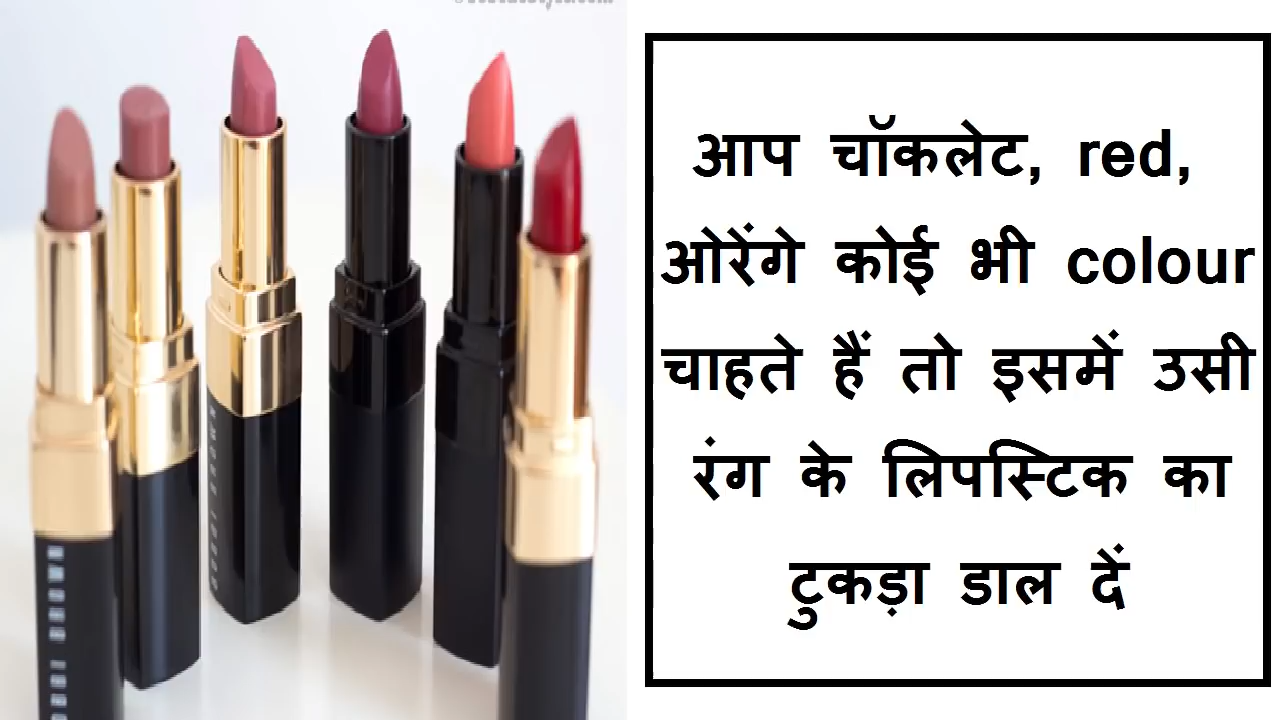 आप चॉकलेट, red,
ओरेंगे कोई भी colour
चाहते हैं तो इसमें उसी
रंग के लिपस्टिक का
टुकड़ा डाल दें